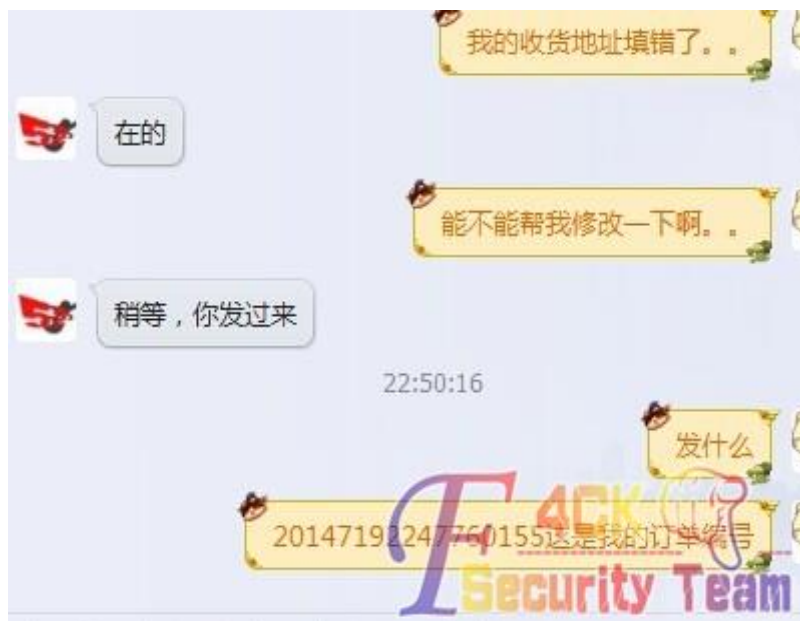 我的收货地址填错了。。
在的
能不能帮我修改一下啊。。
稍等，你发过来
22:50:16
发什么
20147192247760155这是我的订单编号
F4CK
Security Team